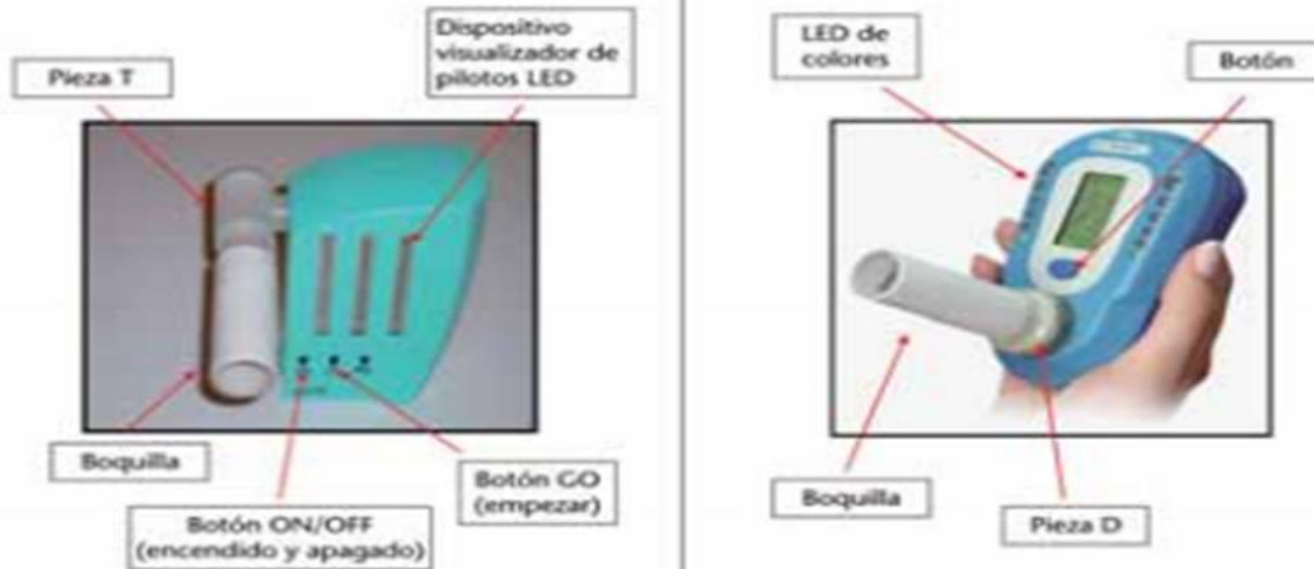 Pieza T
Dispositivo
visualizador de
pilotos LED
Boquilla
Botón ON/OFF
(encendido y apagado)
Botón GO
(empezar)
LED de
colores
Botón
Boquilla
Pieza D